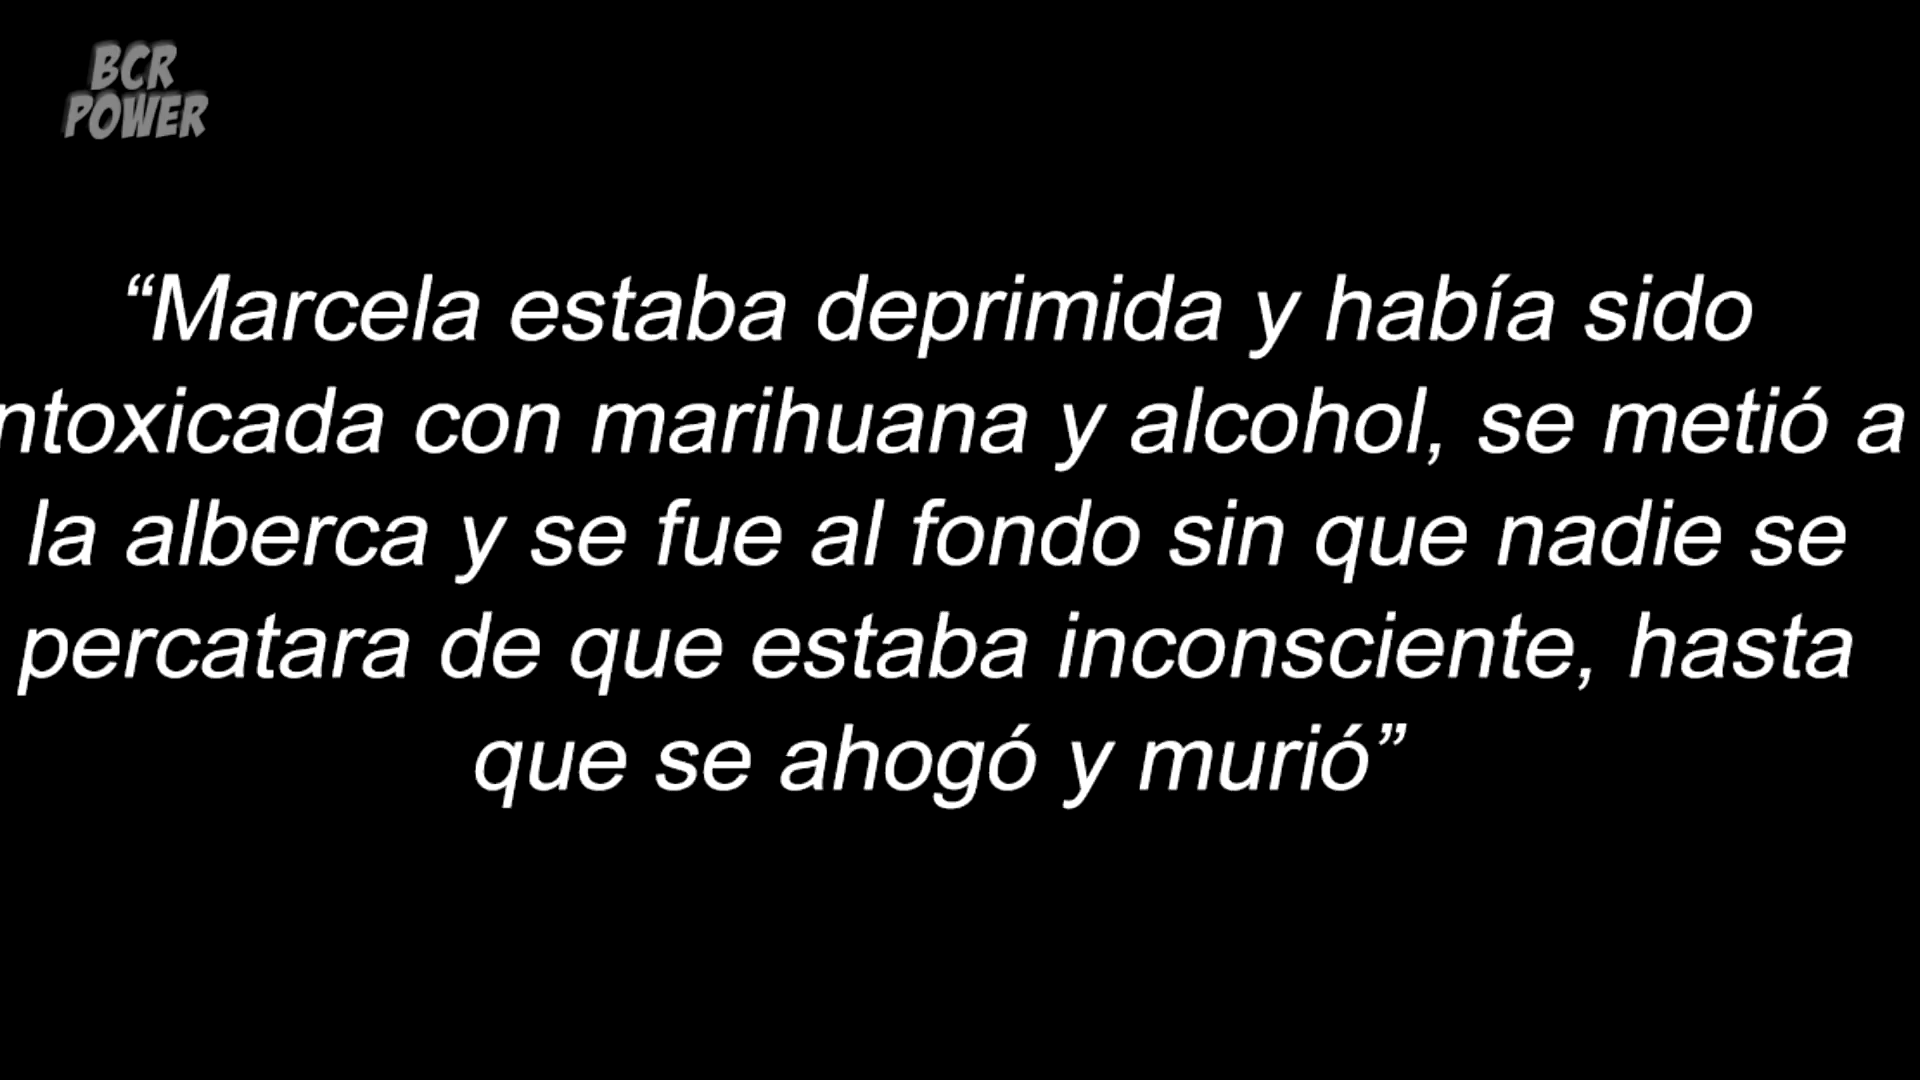 BCR
POWER
“Marcela estaba deprimida y había sido
ntoxicada con marihuana y alcohol, se metió a
la alberca y se fue al fondo sin que nadie se
percatara de que estaba inconsciente, hasta
que se ahogó y murió”